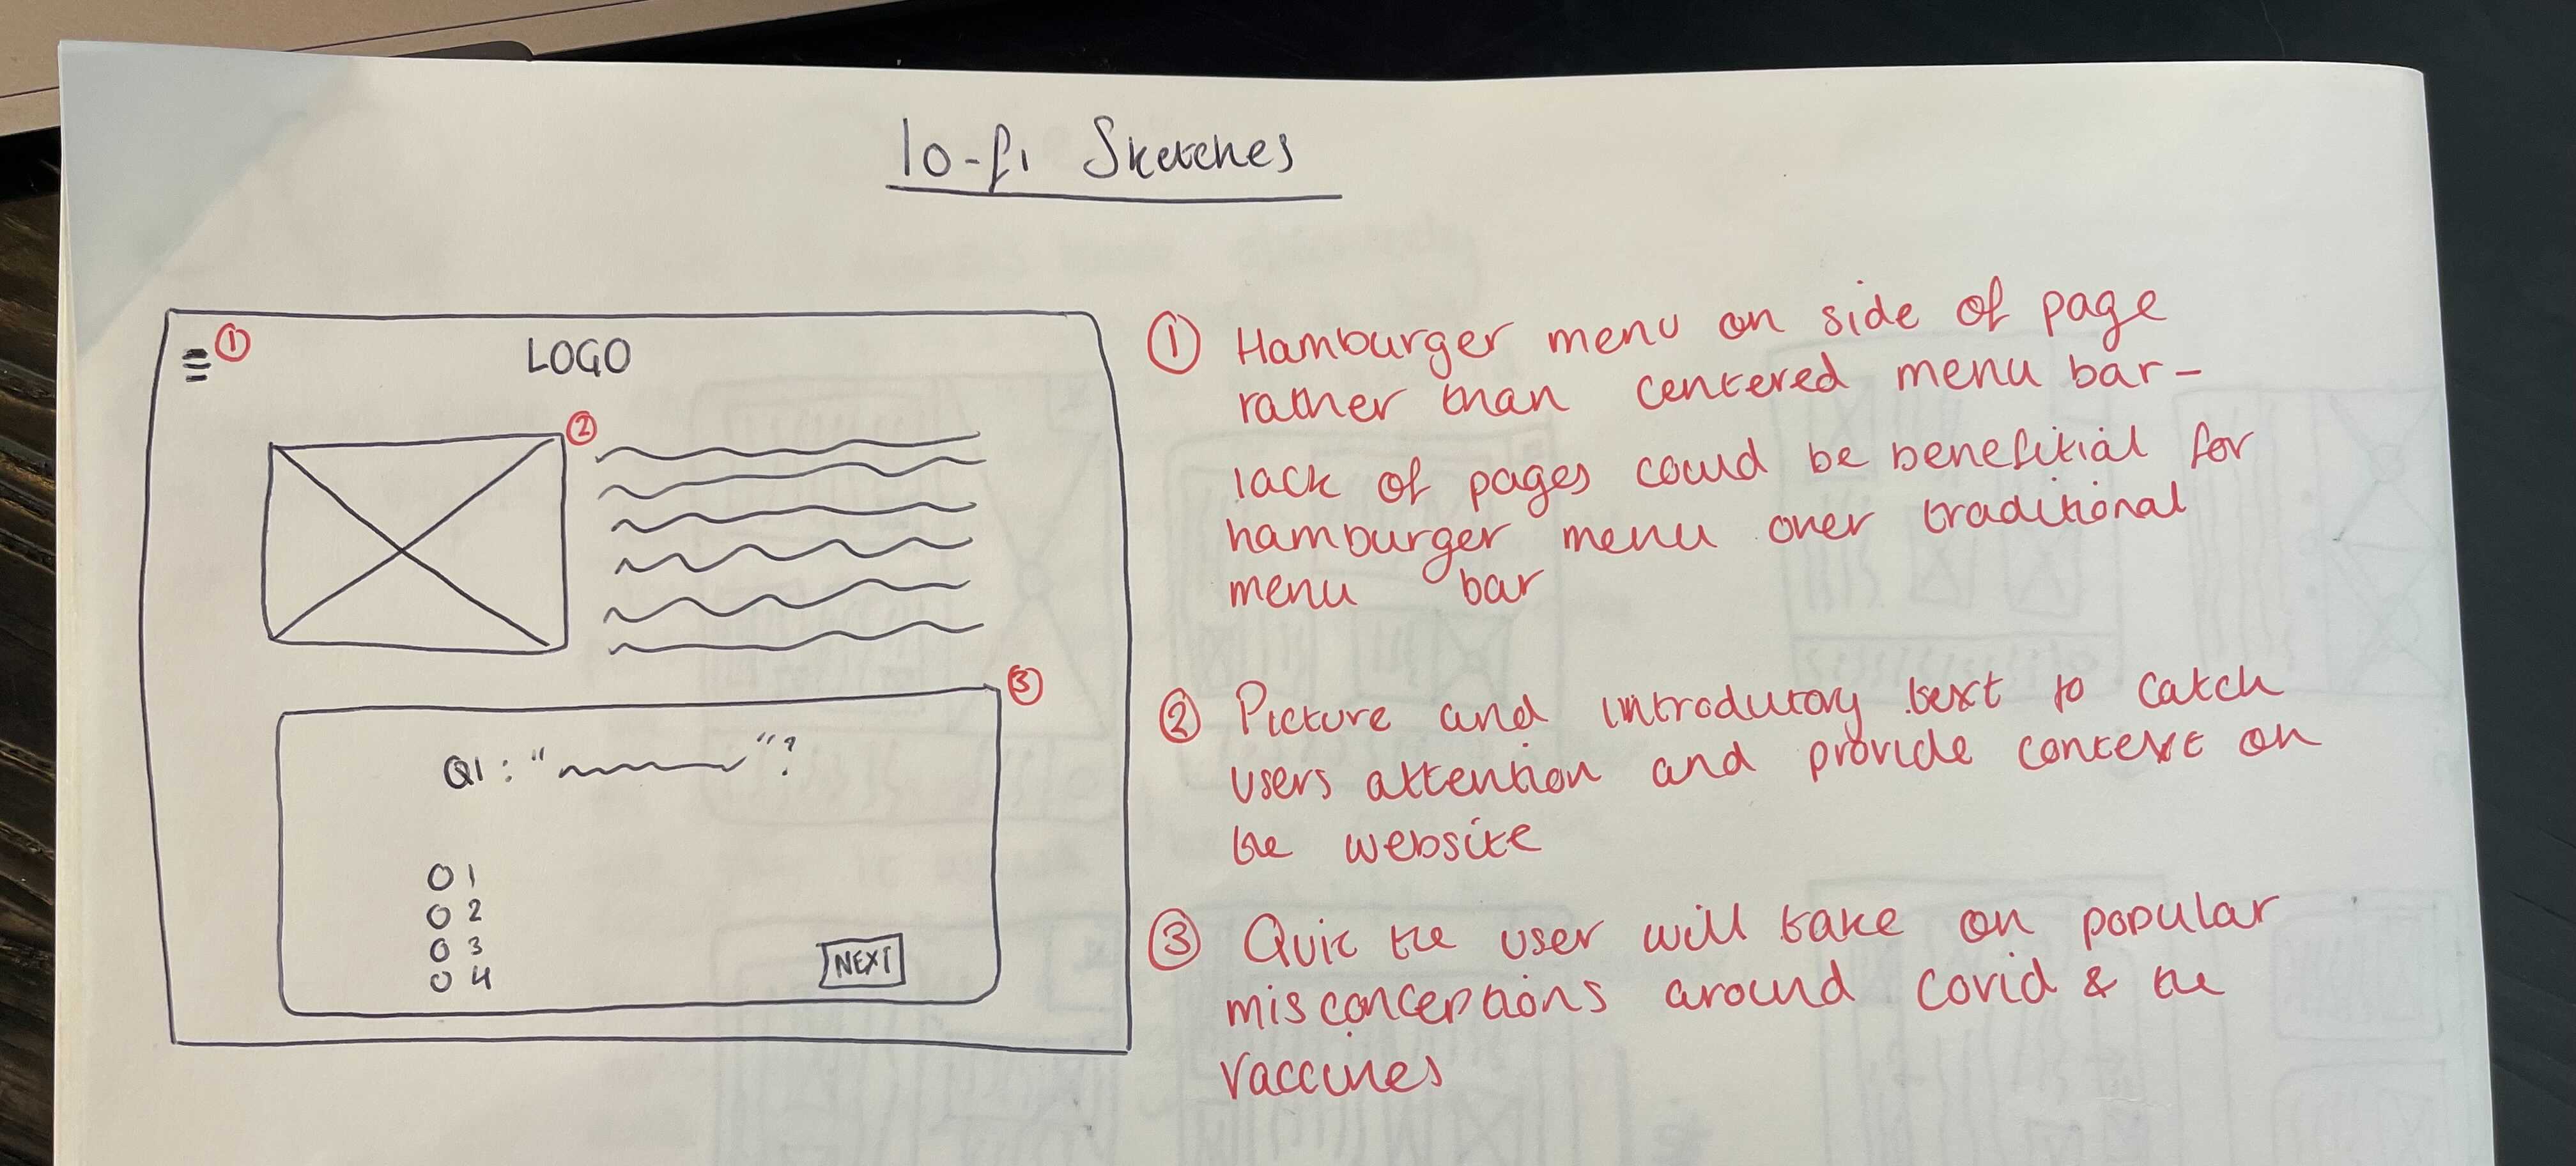 lo-fi Sketches
① LOGO
②
③
Q1: "    "?
O 1
O 2
O 3
O 4
NEXT
① Hamburger menu on side of page
rather than centered menu bar -
lack of pages could be benefitial for
hamburger menu over traditional
menu bar
② Picture and introdutory text to catch
users attention and provide context on
the website
③ Quiz the user will take on popular
misconceptions around Covid & the
vaccines